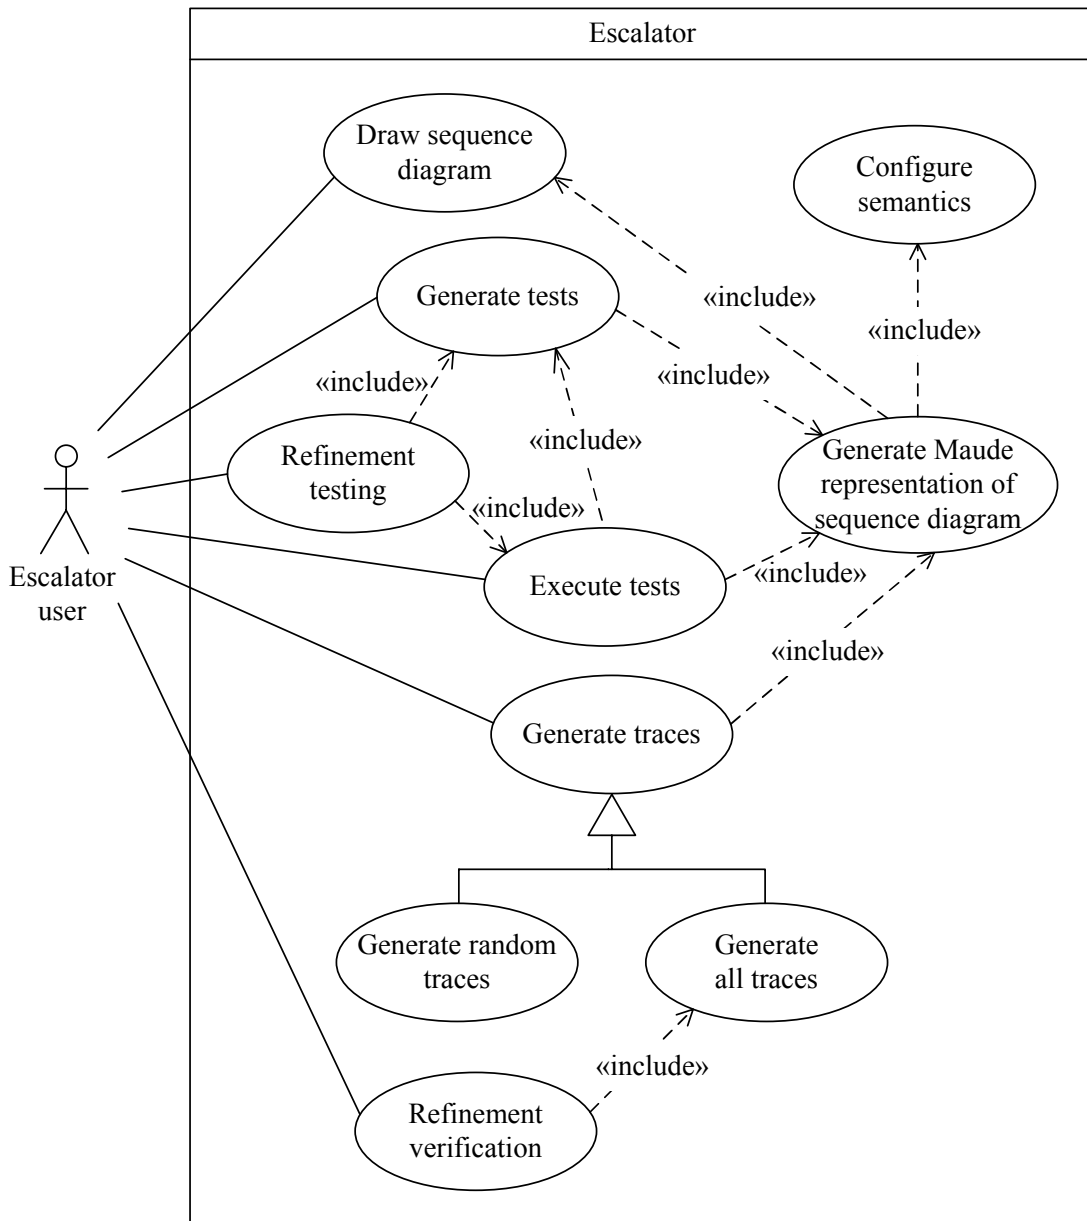 Escalator
Draw sequence
diagram
Configure
semantics
Generate tests
«include»
«include»
«include»
«include»
«include»
Refinement
testing
Generate Maude
representation of
sequence diagram
«include»
Escalator
user
Execute tests
«include»
«include»
Generate traces
Generate random
traces
Generate
all traces
«include»
Refinement
verification